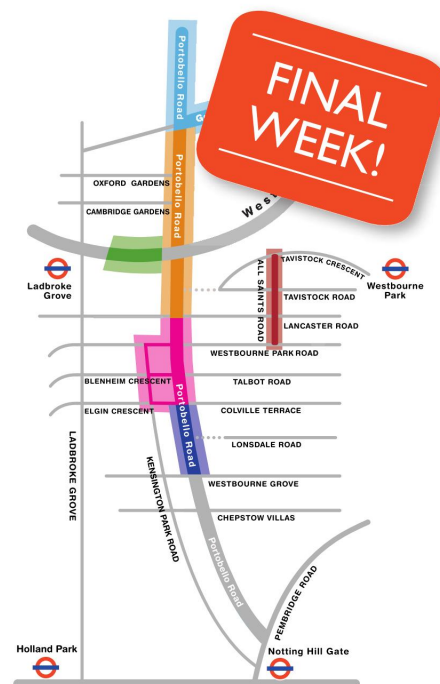 Portobello Road
FINAL
WEEK!
Portobello Road
OXFORD GARDENS
CAMBRIDGE GARDENS
Ladbroke
Grove
ALL SAINTS ROAD
TAVISTOCK CRESCENT
Westbourne
Park
TAVISTOCK ROAD
LANCASTER ROAD
WESTBOURNE PARK ROAD
BLENHEIM CRESCENT
TALBOT ROAD
Portobello Road
ELGIN CRESCENT
COLVILLE TERRACE
LADBROKE GROVE
LONSDALE ROAD
KENSINGTON PARK ROAD
WESTBOURNE GROVE
CHEPSTOW VILLAS
Portobello Road
PEMBRIDGE ROAD
Holland Park
Notting Hill Gate